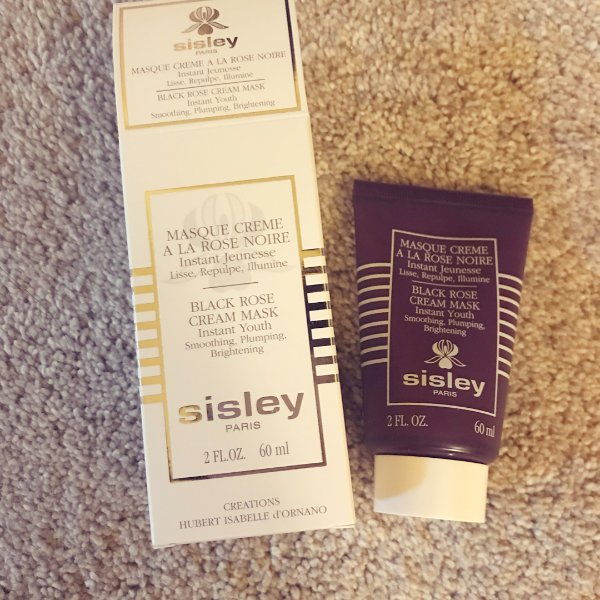 sisley
PARIS
MASQUE CREME A LA ROSE NOIRE
Instant Jeunesse
Lisse, Repulpe, Illumine
BLACK ROSE CREAM MASK
Instant Youth
Smoothing, Plumping, Brightening
MASQUE CREME
A LA ROSE NOIRE
Instant Jeunesse
Lisse, Repulpe, Illumine
BLACK ROSE
CREAM MASK
Instant Youth
Smoothing, Plumping,
Brightening
sisley
PARIS
2 FL.OZ. 60 ml
CREATIONS
HUBERT ISABELLE d'ORNANO
MASQUE CREME
A LA ROSE NOIRE
Instant Jeunesse
Lisse, Repulpe, Illumine
BLACK ROSE
CREAM MASK
Instant Youth
Smoothing, Plumping,
Brightening
sisley
PARIS
2 FL. OZ. 60 ml